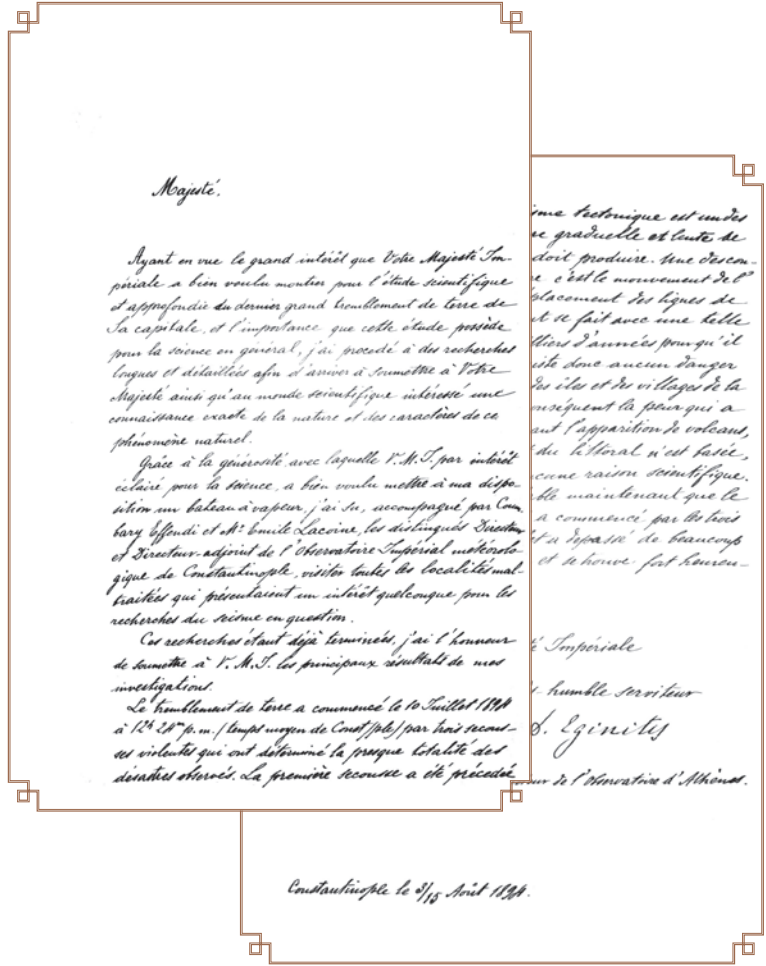 Majesté.
Ayant en vue le grand intérêt que Votre Majesté Im-
périale a bien voulu montrer pour l'étude scientifique
et approfondie du dernier grand tremblement de terre de
Sa capitale, et l'importance que cette étude possède
pour la science en général, j'ai procédé à des recherches
longues et détaillées afin d'arriver à soumettre à Votre
Majesté ainsi qu'au monde scientifique intéressé une
connaissance exacte de la nature et des caractères de ce
phénomène naturel.
Grâce à la générosité, avec laquelle V. M. I. par intérêt
éclairé pour la science, a bien voulu mettre à ma dispo-
sition un bateau à vapeur, j'ai su, accompagné par Coum-
bary Effendi et Mr. Emile Lacoine, les distingués Directeur
et Directeur-adjoint de l'Observatoire Impérial météorolo-
gique de Constantinople, visiter toutes les localités mal-
traitées qui présentaient un intérêt quelconque pour les
recherches du seisme en question.
Ces recherches étant déjà terminées, j'ai l'honneur
de soumettre à V. M. I. les principaux résultats de mes
investigations.
Le tremblement de terre a commencé le 10 Juillet 1894
à 12h 24m p. m. (temps moyen de Const/ple) par trois secous-
ses violentes qui ont déterminé la presque totalité des
désastres observés. La première secousse a été précédée
isme tectonique est un des
re graduelle et lente de
doit produire. Une descen-
c'est le mouvement de l'
placement des lignes de
t se fait avec une telle
lliers d'années pour qu'il
iste donc aucun danger
des îles et des villages de la
onséquent la peur qui a
ant l'apparition de volcans,
du littoral n'est basée,
cune raison scientifique.
ble maintenant que le
a commencé par les trois
et a dépassé de beaucoup
et se trouve fort heureu-
té Impériale
s humble serviteur
D. Eginitis
eur de l'Observatoire d'Athènes.
Constantinople le 3/15 Août 1894.